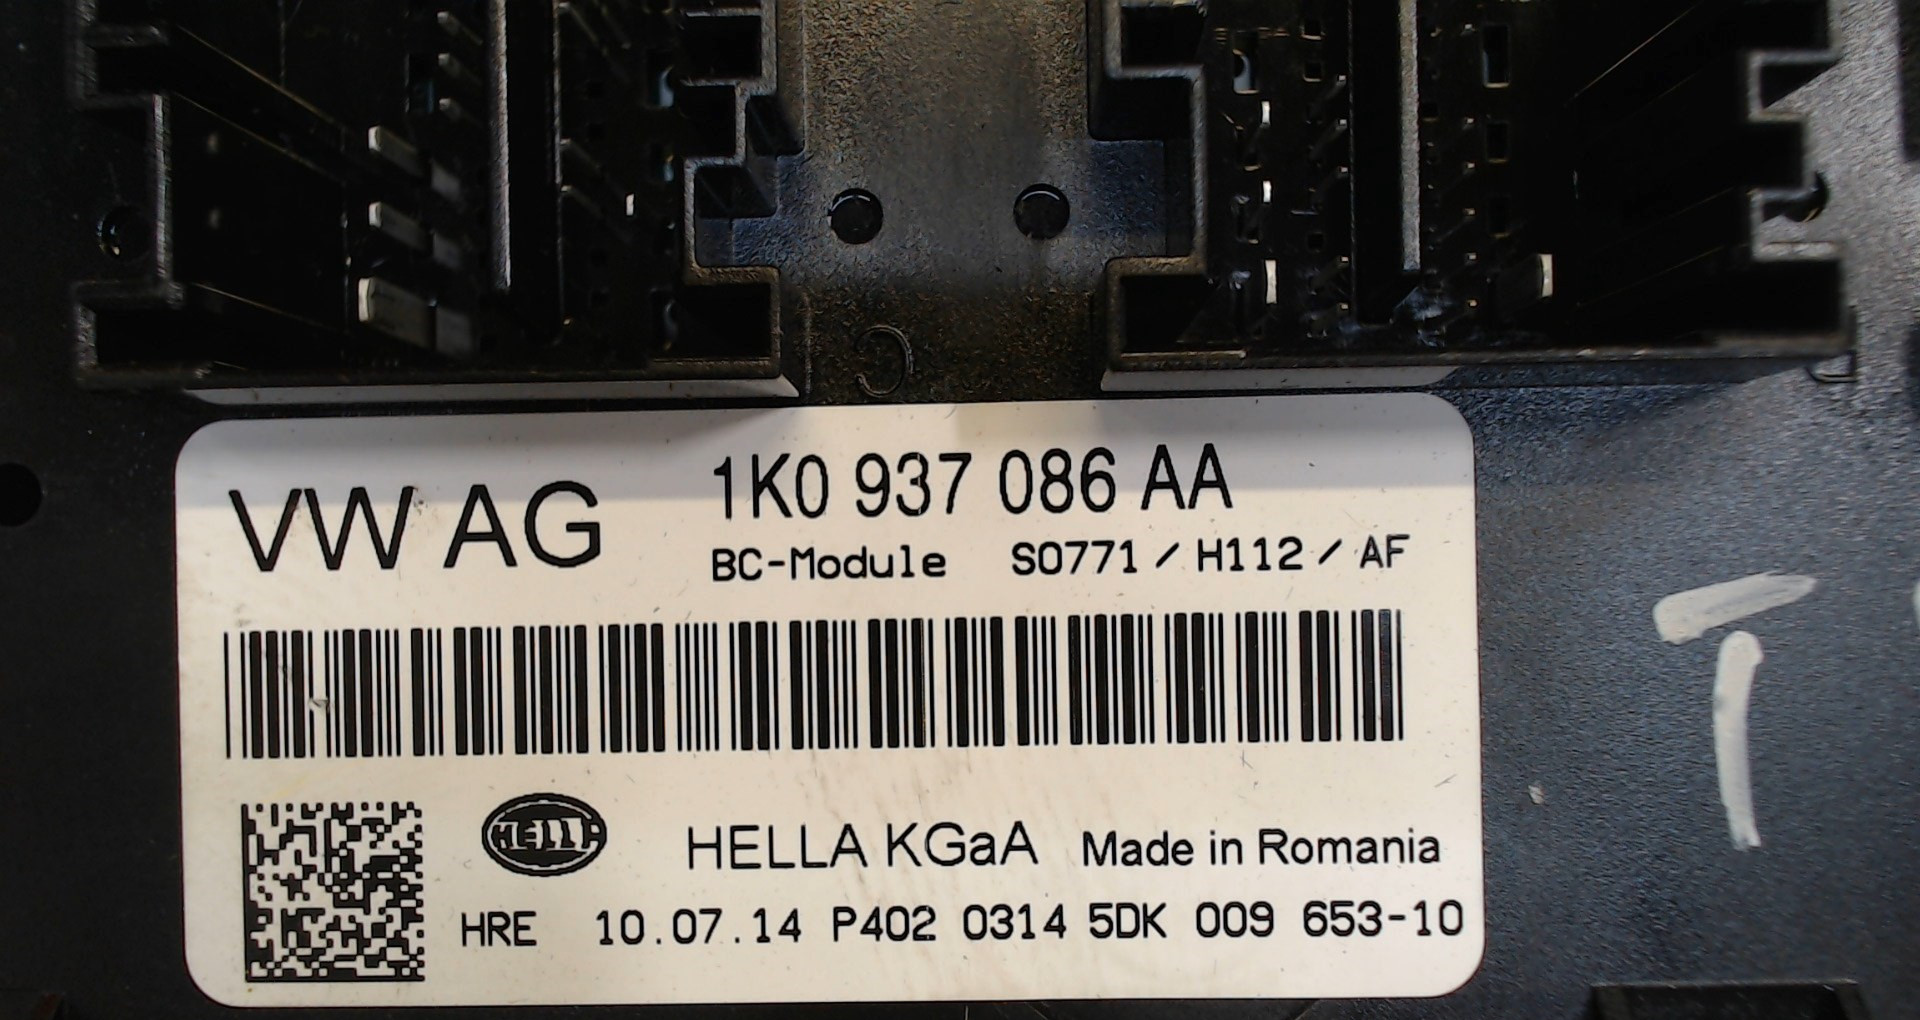 C
VW AG
1K0 937 086 AA
BC-Module S0771 / H112 / AF
HELLA
HELLA KGaA Made in Romania
HRE 10.07.14 P402 0314 5DK 009 653-10